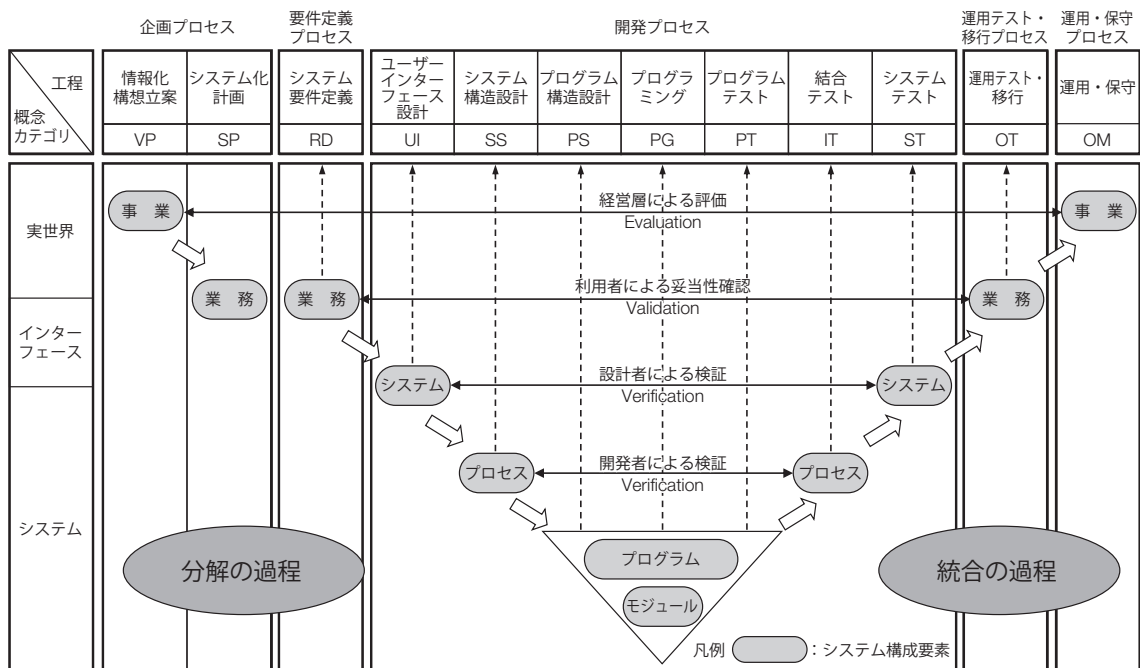 企画プロセス
要件定義
プロセス
開発プロセス
運用テスト・
移行プロセス
運用・保守
プロセス
工程
概念
カテゴリ
情報化
構想立案
システム化
計画
システム
要件定義
ユーザー
インター
フェース
設計
システム
構造設計
プログラム
構造設計
プログラ
ミング
プログラム
テスト
結合
テスト
システム
テスト
運用テスト・
移行
運用・保守
VP
SP
RD
UI
SS
PS
PG
PT
IT
ST
OT
OM
実世界
事 業
経営層による評価
Evaluation
事 業
業 務
業 務
利用者による妥当性確認
Validation
業 務
インター
フェース
システム
設計者による検証
Verification
システム
プロセス
開発者による検証
Verification
プロセス
システム
分解の過程
プログラム
モジュール
統合の過程
凡例
:システム構成要素